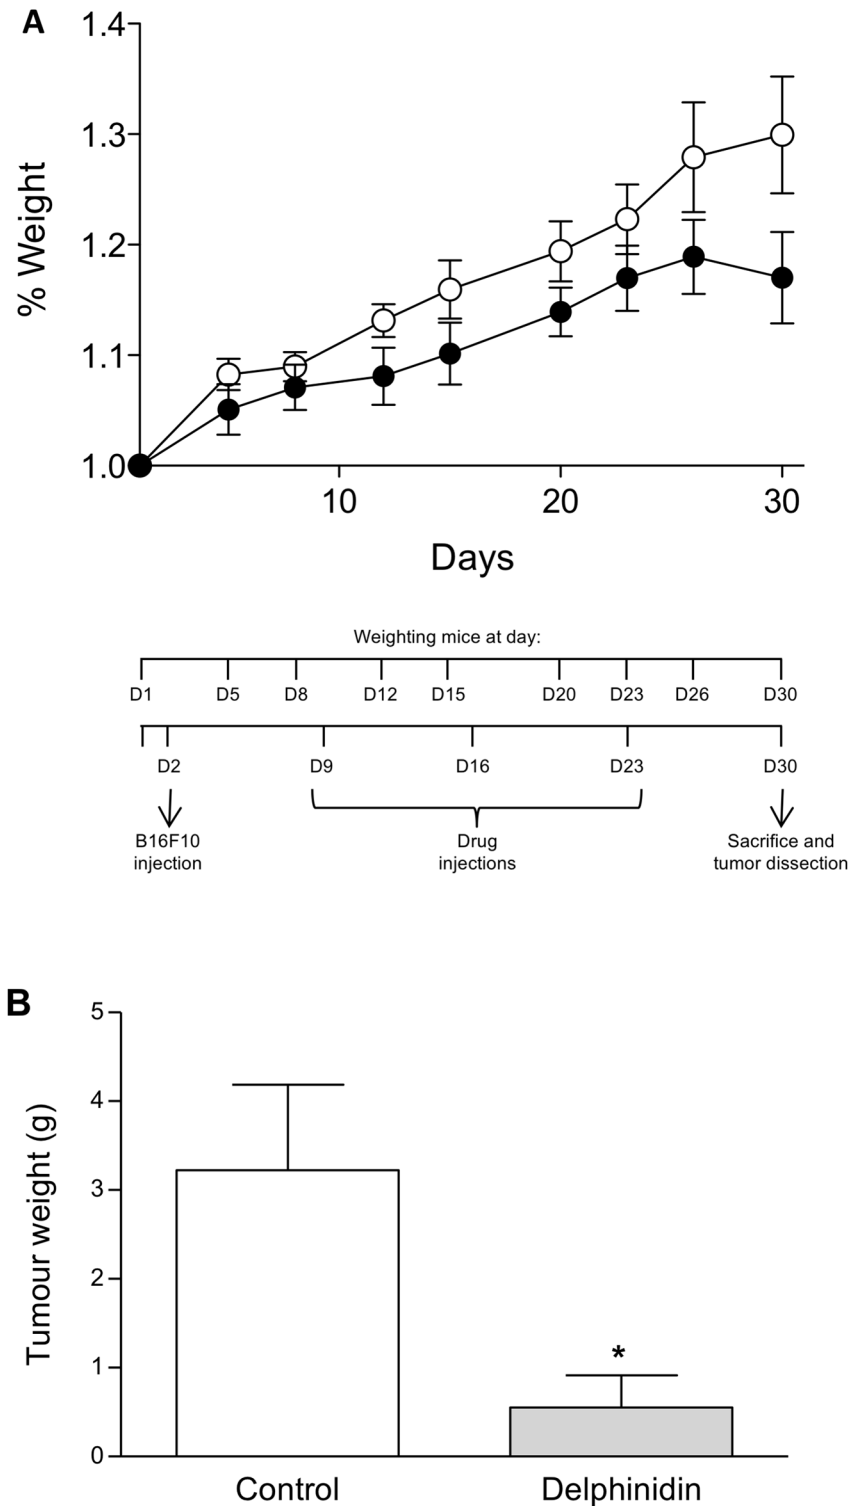 A
1.4
1.3
1.2
1.1
1.0
% Weight
10 20 30
Days
Weighting mice at day:
D1 D5 D8 D12 D15 D20 D23 D26 D30
D2 D9 D16 D23 D30
B16F10 Drug Sacrifice and
injection injections tumor dissection
B
5
4
3
2
1
0
Tumour weight (g)
*
Control Delphinidin